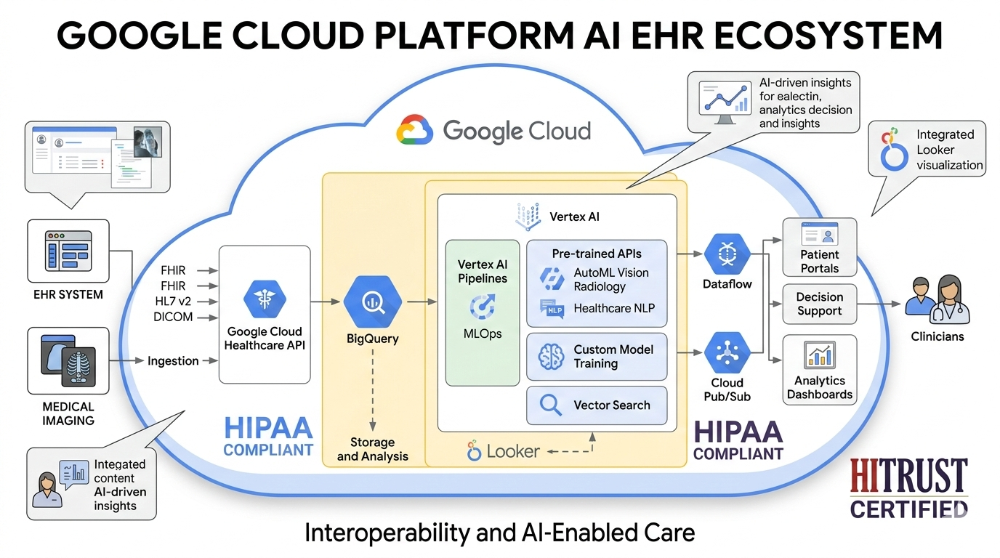 GOOGLE CLOUD PLATFORM AI EHR ECOSYSTEM
Google Cloud
AI-driven insights
for ealectin,
analytics decision
and insights
Integrated
Looker
visualization
EHR SYSTEM
MEDICAL
IMAGING
FHIR
FHIR
HL7 v2
DICOM
Ingestion
Google Cloud
Healthcare API
BigQuery
Storage
and Analysis
Vertex AI
Vertex AI
Pipelines
MLOps
Pre-trained APIs
AutoML Vision
Radiology
HLP
Healthcare NLP
Custom Model
Training
Vector Search
Looker
Dataflow
Cloud
Pub/Sub
Patient
Portals
Decision
Support
Analytics
Dashboards
Clinicians
HIPAA
COMPLIANT
HIPAA
COMPLIANT
Integated
content
AI-driven
insights
HITRUST
CERTIFIED
Interoperability and AI-Enabled Care